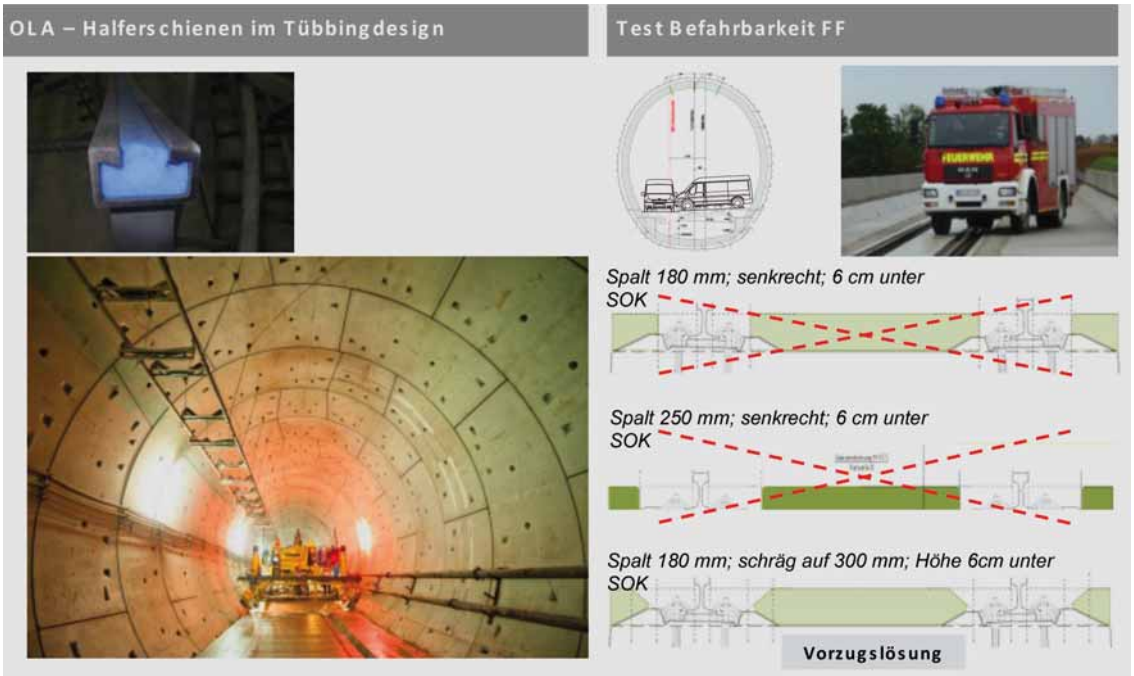 OLA – Halferschienen im Tübbingdesign
Test Befahrbarkeit FF
FEUERWEHR
Spalt 180 mm; senkrecht; 6 cm unter
SOK
Spalt 250 mm; senkrecht; 6 cm unter
SOK
Spalt 180 mm; schräg auf 300 mm; Höhe 6cm unter
SOK
Vorzugslösung